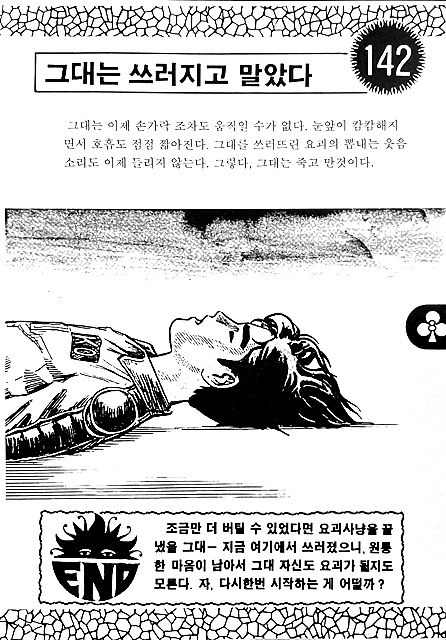 142
그대는 쓰러지고 말았다
그대는 이제 손가락 조차도 움직일 수가 없다. 눈앞이 캄캄해지
면서 호흡도 점점 짧아진다. 그대를 쓰러뜨린 요괴의 뽐내는 웃음
소리도 이제 들리지 않는다. 그렇다, 그대는 죽고 만것이다.
조금만 더 버틸 수 있었다면 요괴사냥을 끝
냈을 그대— 지금 여기에서 쓰러졌으니, 원통
한 마음이 남아서 그대 자신도 요괴가 될지도
모른다. 자, 다시한번 시작하는 게 어떨까?
END